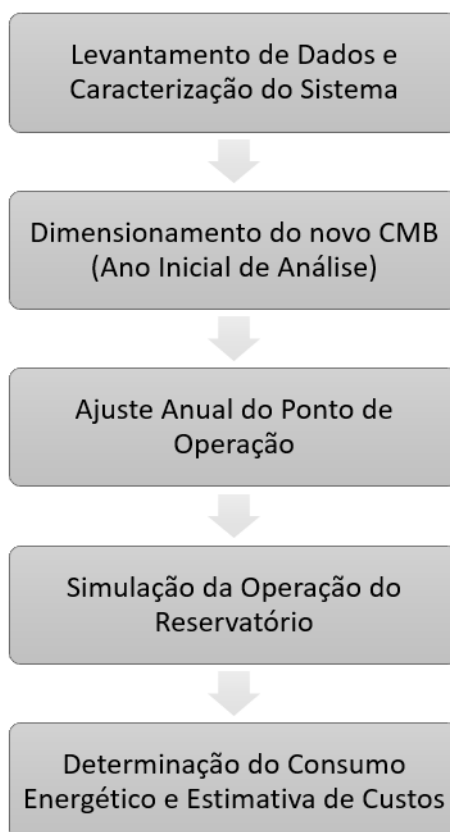 Levantamento de Dados e
Caracterização do Sistema
Dimensionamento do novo CMB
(Ano Inicial de Análise)
Ajuste Anual do Ponto de
Operação
Simulação da Operação do
Reservatório
Determinação do Consumo
Energético e Estimativa de Custos